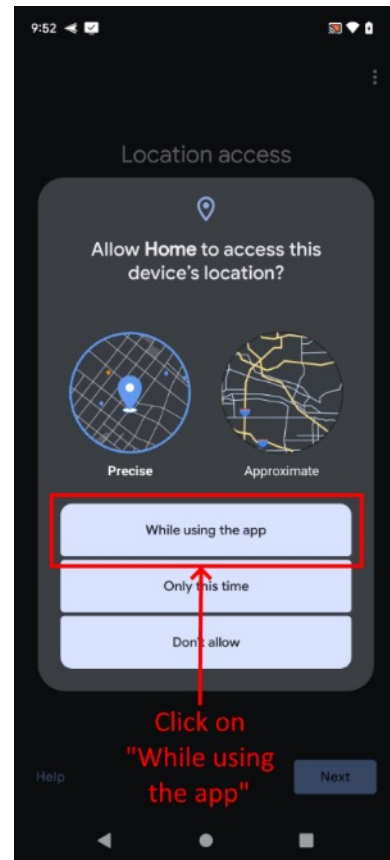 9:52
Location access
Allow Home to access this
device's location?
Precise
Approximate
While using the app
Only this time
Don't allow
Click on
"While using
the app"
Help
Next